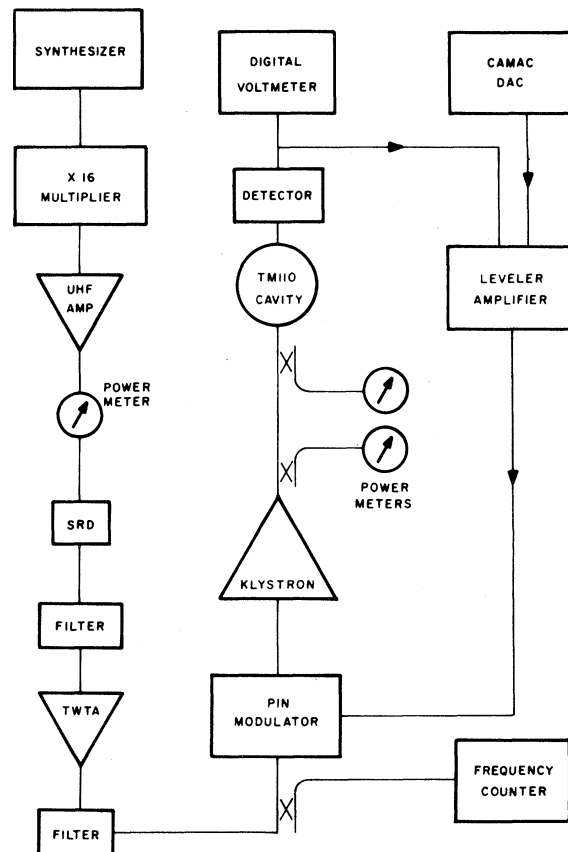 SYNTHESIZER
X 16
MULTIPLIER
UHF
AMP
POWER
METER
SRD
FILTER
TWTA
FILTER
DIGITAL
VOLTMETER
DETECTOR
TM110
CAVITY
POWER
METERS
KLYSTRON
PIN
MODULATOR
CAMAC
DAC
LEVELER
AMPLIFIER
FREQUENCY
COUNTER